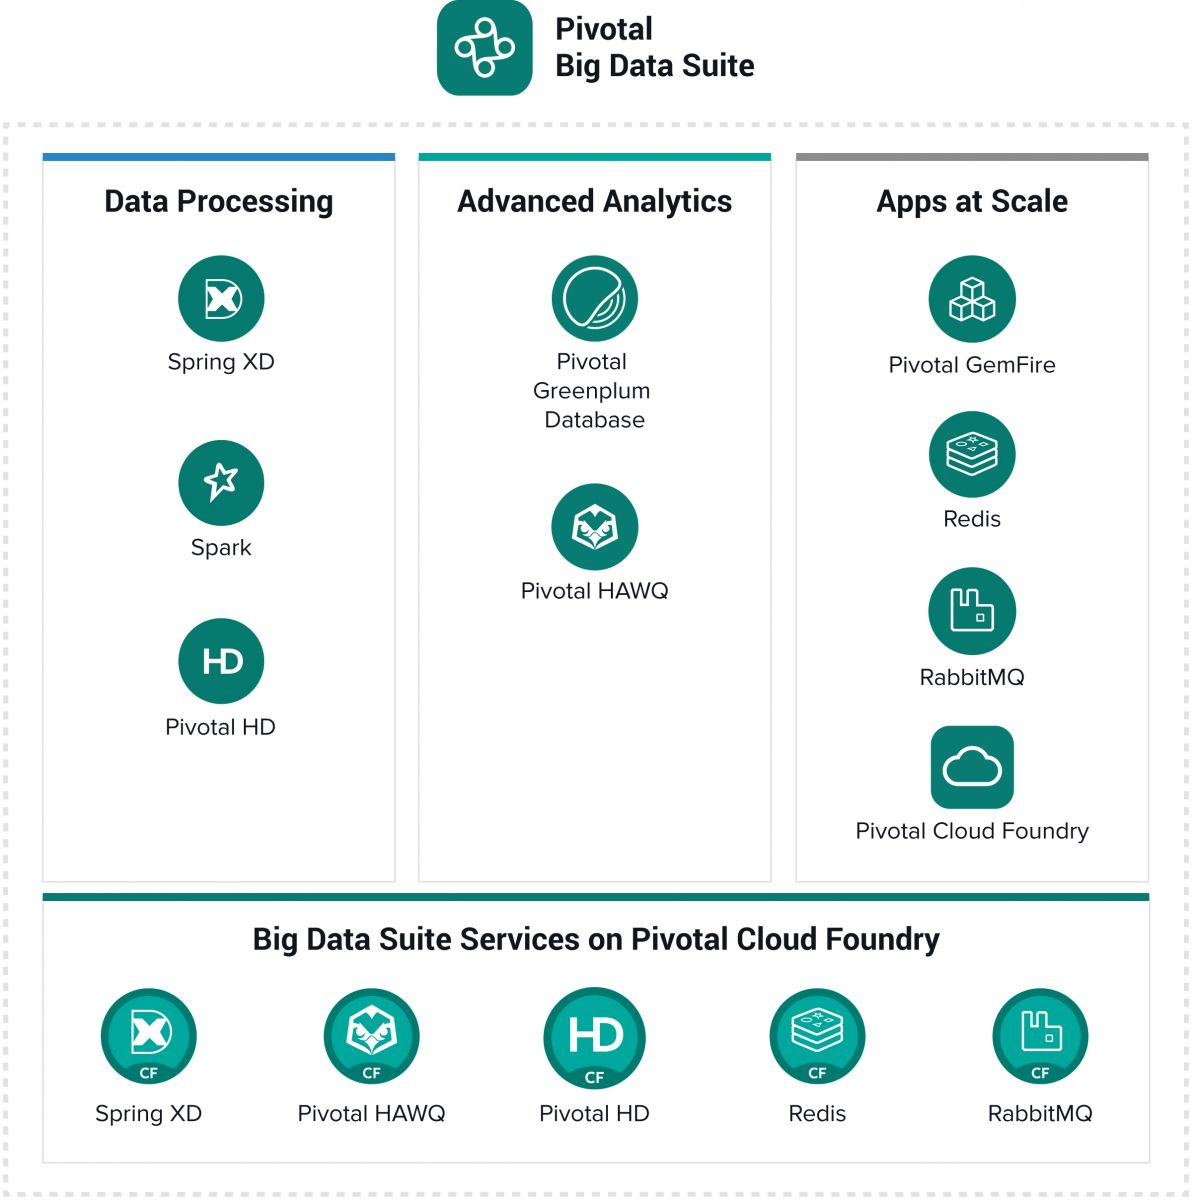 Pivotal
Big Data Suite
Data Processing
Spring XD
Spark
HD
Pivotal HD
Advanced Analytics
Pivotal
Greenplum
Database
Pivotal HAWQ
Apps at Scale
Pivotal GemFire
Redis
RabbitMQ
Pivotal Cloud Foundry
Big Data Suite Services on Pivotal Cloud Foundry
CF
Spring XD
CF
Pivotal HAWQ
HD
CF
Pivotal HD
CF
Redis
CF
RabbitMQ